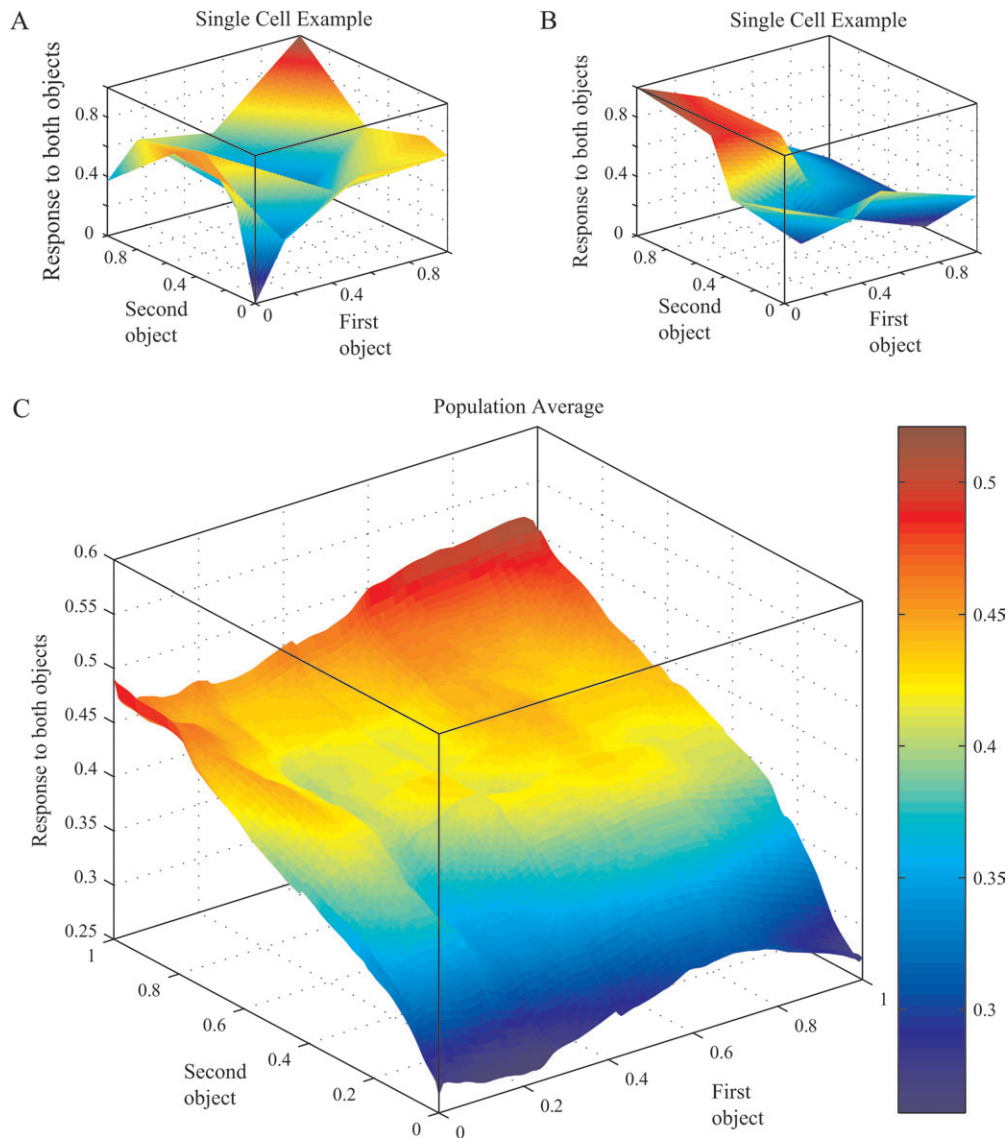 A
Single Cell Example
Response to both objects
0.8
0.4
0
0.8
0.4
0
Second
object
0
0.4
0.8
First
object
B
Single Cell Example
Response to both objects
0.8
0.4
0
0.8
0.4
0
Second
object
0
0.4
0.8
First
object
C
Population Average
Response to both objects
0.6
0.55
0.5
0.45
0.4
0.35
0.3
0.25
1
0.8
0.6
0.4
0.2
0
Second
object
0
0.2
0.4
0.6
0.8
1
First
object
0.5
0.45
0.4
0.35
0.3